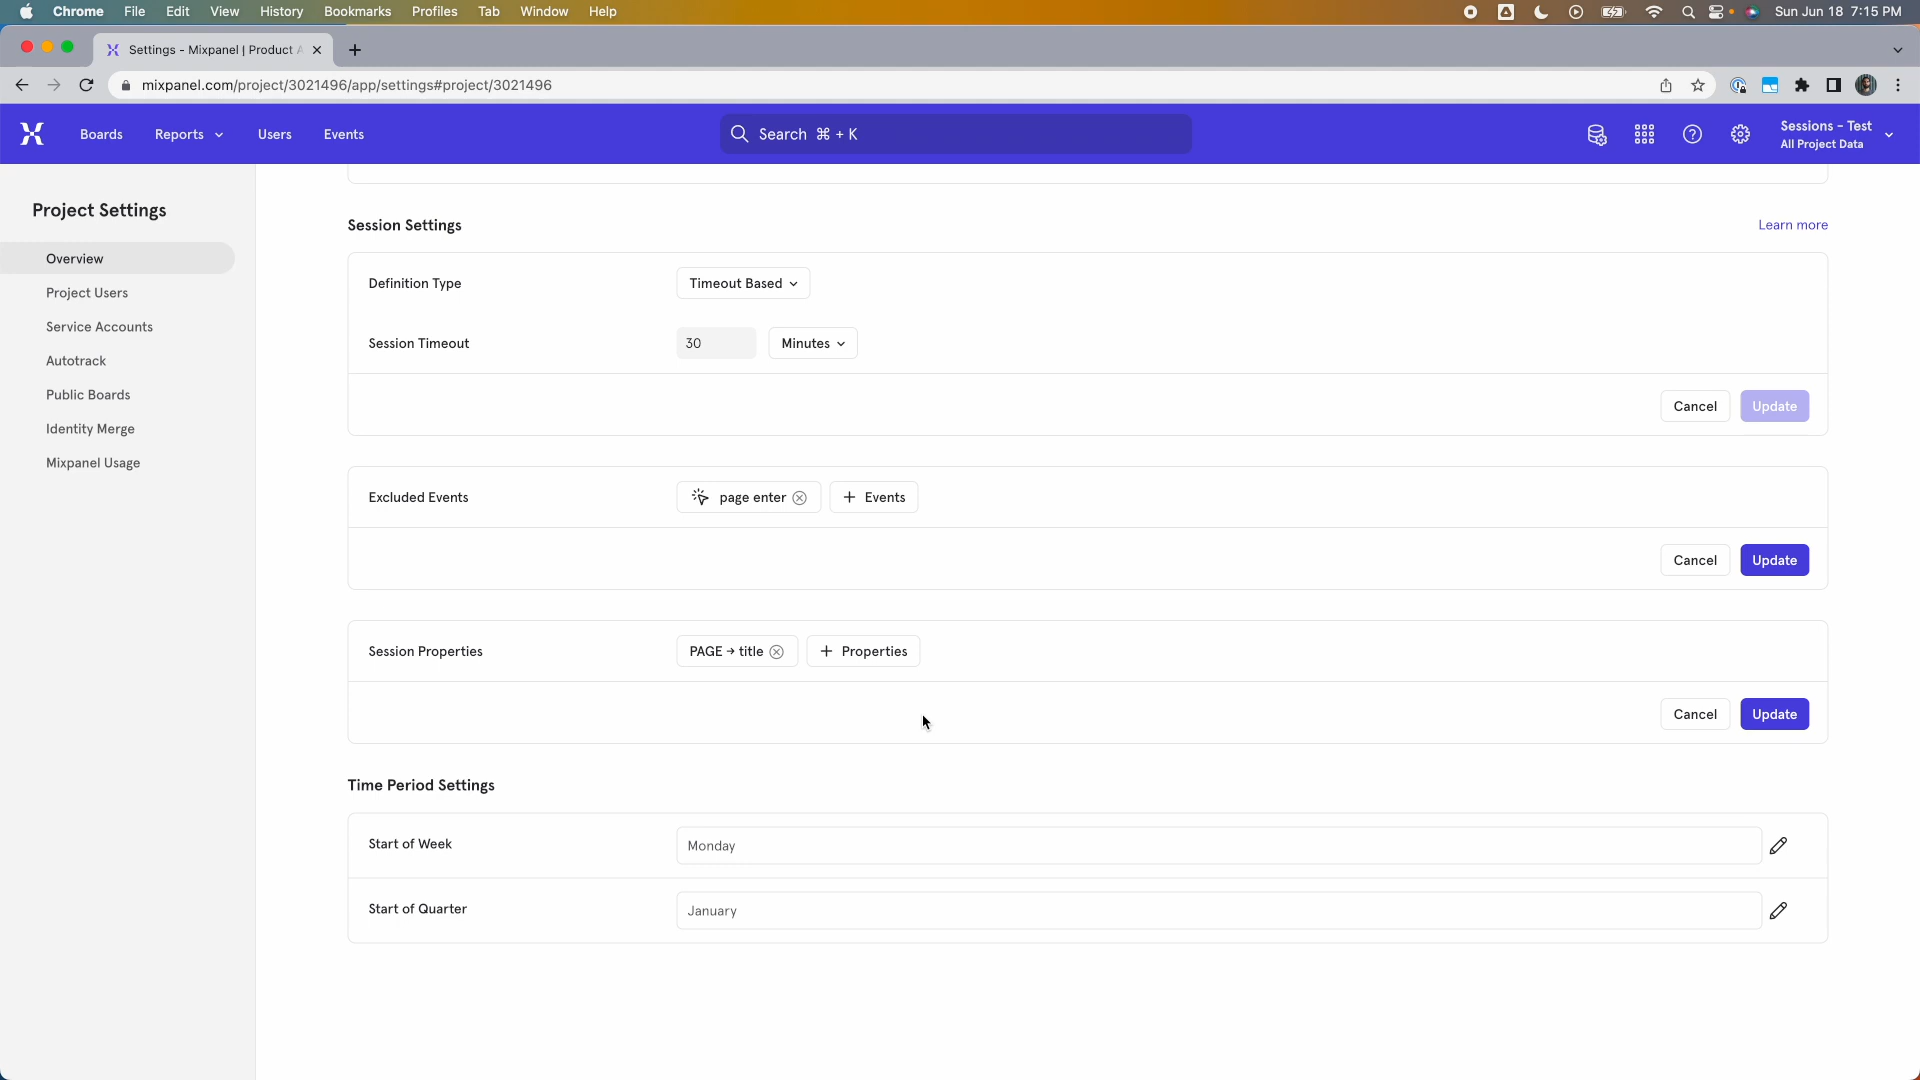 Chrome File Edit View History Bookmarks Profiles Tab Window Help Sun Jun 18 7:15 PM
Settings - Mixpanel | Product A
mixpanel.com/project/3021496/app/settings#project/3021496
Boards Reports Users Events Search ⌘ + K Sessions - Test
All Project Data
Project Settings
Overview
Project Users
Service Accounts
Autotrack
Public Boards
Identity Merge
Mixpanel Usage
Session Settings Learn more
Definition Type Timeout Based
Session Timeout 30 Minutes
Cancel Update
Excluded Events page enter + Events
Cancel Update
Session Properties PAGE → title + Properties
Cancel Update
Time Period Settings
Start of Week Monday
Start of Quarter January